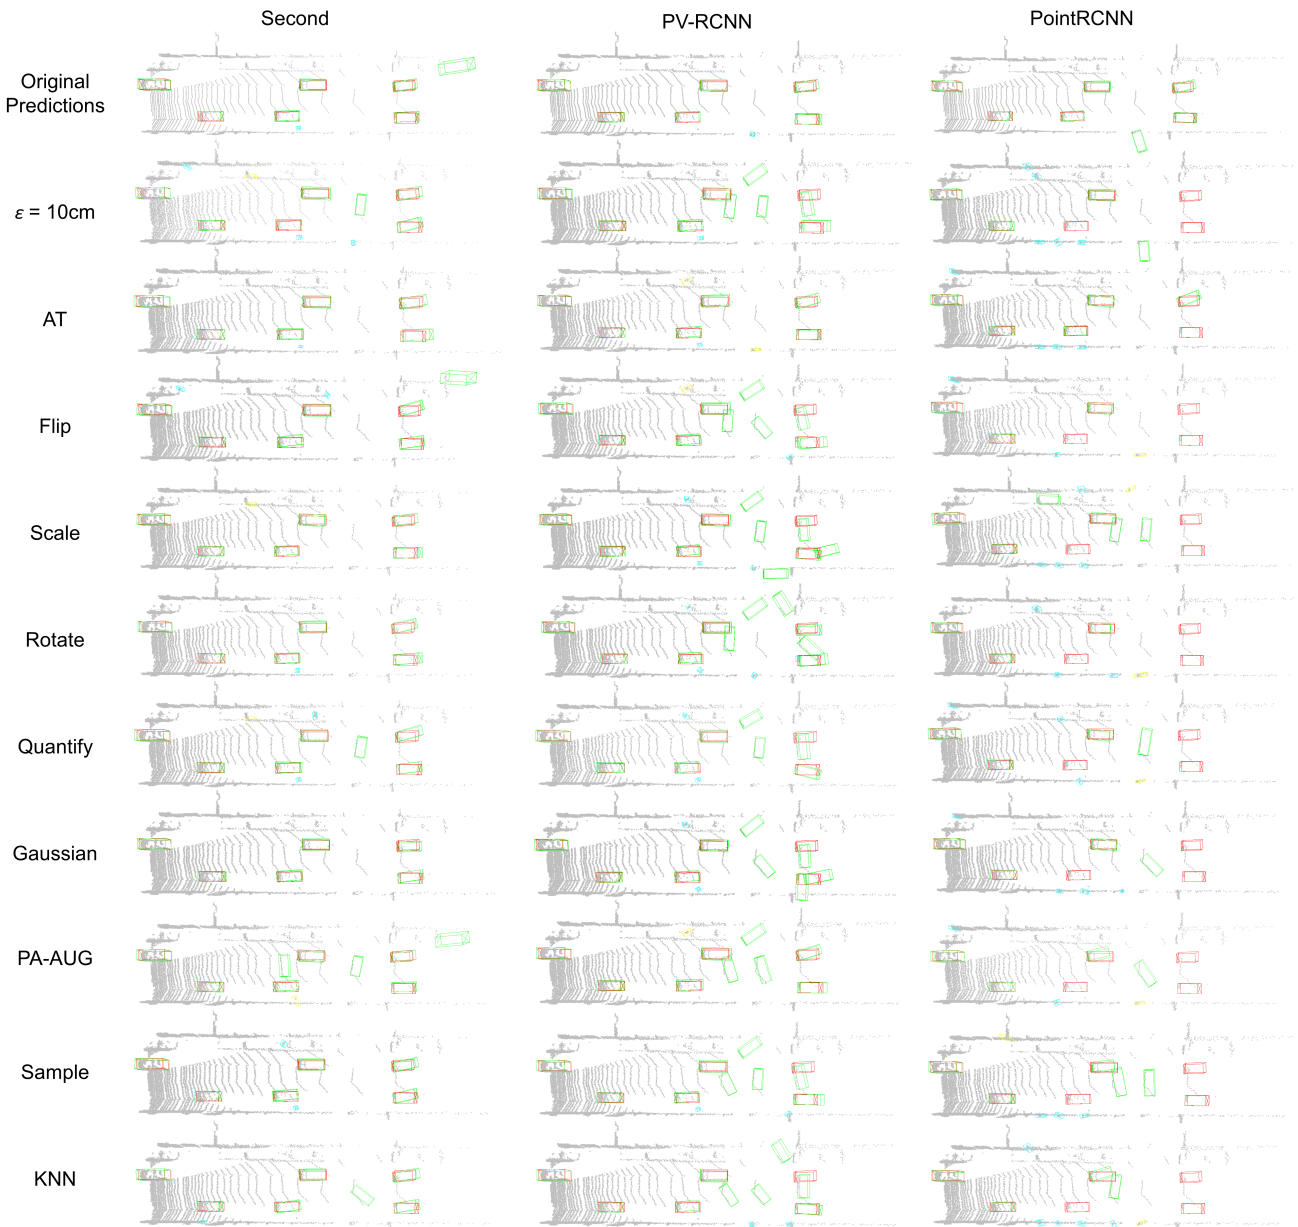 Second
PV-RCNN
PointRCNN
Original
Predictions
ε = 10cm
AT
Flip
Scale
Rotate
Quantify
Gaussian
PA-AUG
Sample
KNN